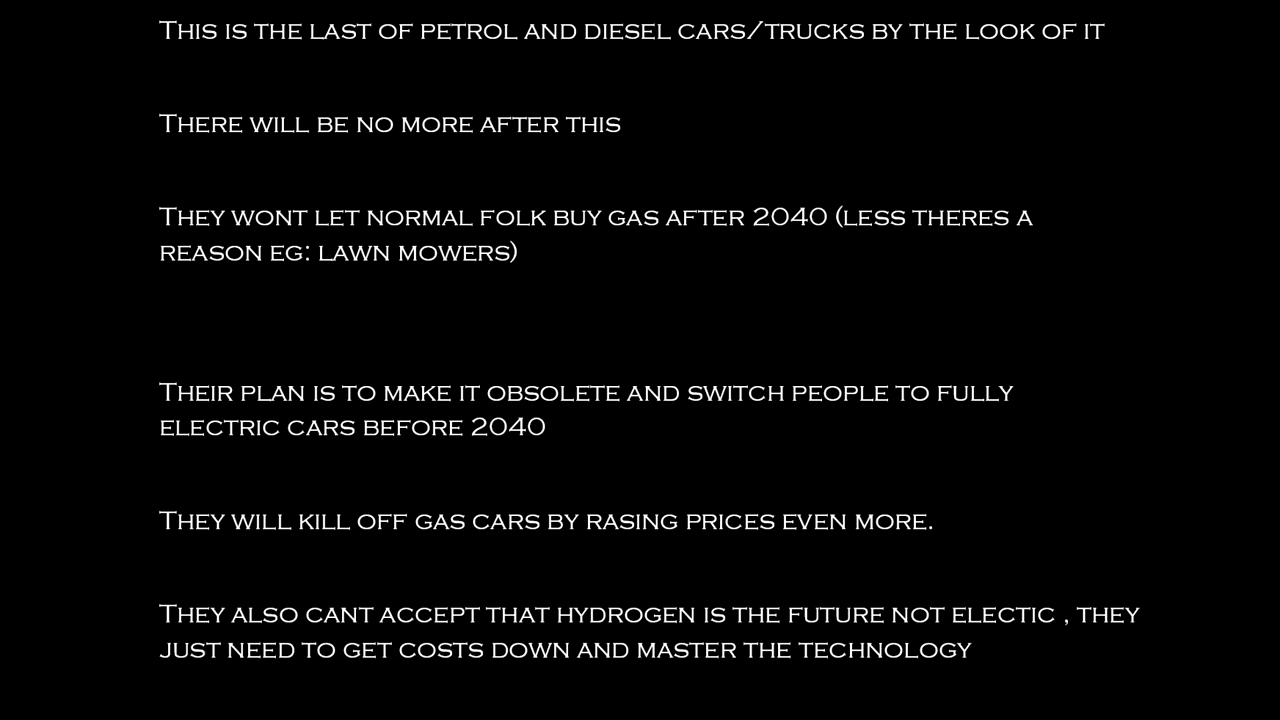 This is the last of petrol and diesel cars/trucks by the look of it
There will be no more after this
They wont let normal folk buy gas after 2040 (less theres a
reason eg: lawn mowers)
Their plan is to make it obsolete and switch people to fully
electric cars before 2040
They will kill off gas cars by rasing prices even more.
They also cant accept that hydrogen is the future not electic , they
just need to get costs down and master the technology